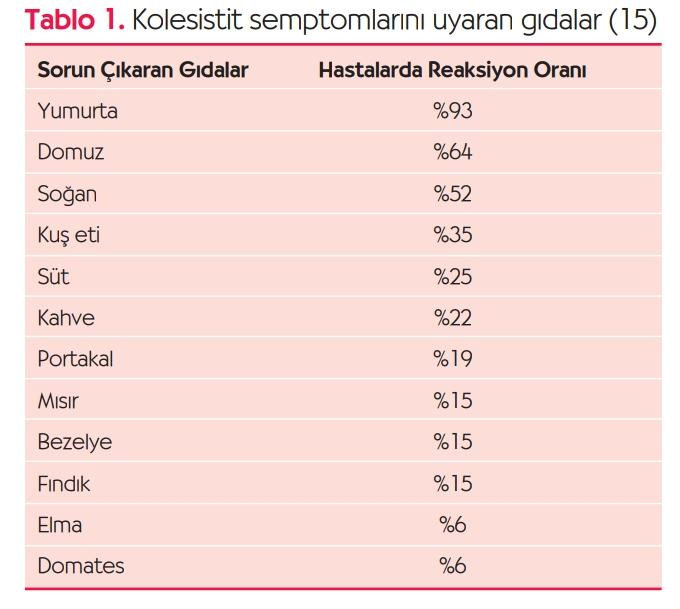 Tablo 1. Kolesistit semptomlarını uyaran gıdalar (15)
Sorun Çıkaran Gıdalar Hastalarda Reaksiyon Oranı
Yumurta %93
Domuz %64
Soğan %52
Kuş eti %35
Süt %25
Kahve %22
Portakal %19
Mısır %15
Bezelye %15
Fındık %15
Elma %6
Domates %6